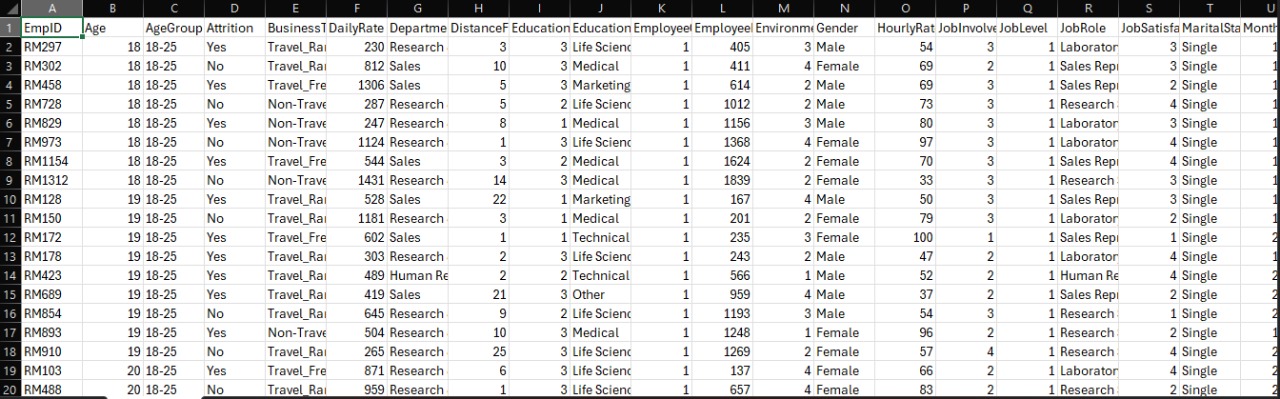 A B C D E F G H I J K L M N O P Q R S T U
1 EmpID Age AgeGroup Attrition BusinessT DailyRate Departme DistanceF Education Education Employee Employee Environme Gender HourlyRat JobInvolve JobLevel JobRole JobSatisfa MaritalSta Month
2 RM297 18 18-25 Yes Travel_Rar 230 Research 3 3 Life Scienc 1 405 3 Male 54 3 1 Laborator 3 Single 1
3 RM302 18 18-25 No Travel_Rar 812 Sales 10 3 Medical 1 411 4 Female 69 2 1 Sales Repr 3 Single 1
4 RM458 18 18-25 Yes Travel_Fre 1306 Sales 5 3 Marketing 1 614 2 Male 69 3 1 Sales Repr 2 Single 1
5 RM728 18 18-25 No Non-Trave 287 Research 5 2 Life Scienc 1 1012 2 Male 73 3 1 Research 4 Single 1
6 RM829 18 18-25 Yes Non-Trave 247 Research 8 1 Medical 1 1156 3 Male 80 3 1 Laborator 3 Single 1
7 RM973 18 18-25 No Non-Trave 1124 Research 1 3 Life Scienc 1 1368 4 Female 97 3 1 Laborator 4 Single 1
8 RM1154 18 18-25 Yes Travel_Fre 544 Sales 3 2 Medical 1 1624 2 Female 70 3 1 Sales Repr 4 Single 1
9 RM1312 18 18-25 No Non-Trave 1431 Research 14 3 Medical 1 1839 2 Female 33 3 1 Research 3 Single 1
10 RM128 19 18-25 Yes Travel_Rar 528 Sales 22 1 Marketing 1 167 4 Male 50 3 1 Sales Repr 3 Single 1
11 RM150 19 18-25 No Travel_Rar 1181 Research 3 1 Medical 1 201 2 Female 79 3 1 Laborator 2 Single 1
12 RM172 19 18-25 Yes Travel_Fre 602 Sales 1 1 Technical 1 235 3 Female 100 1 1 Sales Repr 1 Single 2
13 RM178 19 18-25 Yes Travel_Rar 303 Research 2 3 Life Scienc 1 243 2 Male 47 2 1 Laborator 4 Single 1
14 RM423 19 18-25 Yes Travel_Rar 489 Human Re 2 2 Technical 1 566 1 Male 52 2 1 Human Re 4 Single 2
15 RM689 19 18-25 Yes Travel_Rar 419 Sales 21 3 Other 1 959 4 Male 37 2 1 Sales Repr 2 Single 2
16 RM854 19 18-25 No Travel_Rar 645 Research 9 2 Life Scienc 1 1193 3 Male 54 3 1 Research 1 Single 2
17 RM893 19 18-25 Yes Non-Trave 504 Research 10 3 Medical 1 1248 1 Female 96 2 1 Research 2 Single 1
18 RM910 19 18-25 No Travel_Rar 265 Research 25 3 Life Scienc 1 1269 2 Female 57 4 1 Research 4 Single 2
19 RM103 20 18-25 Yes Travel_Rar 871 Research 6 3 Life Scienc 1 137 4 Female 66 2 1 Laborator 4 Single 2
20 RM488 20 18-25 No Travel_Rar 959 Research 1 3 Life Scienc 1 657 4 Female 83 2 1 Research 2 Single 2